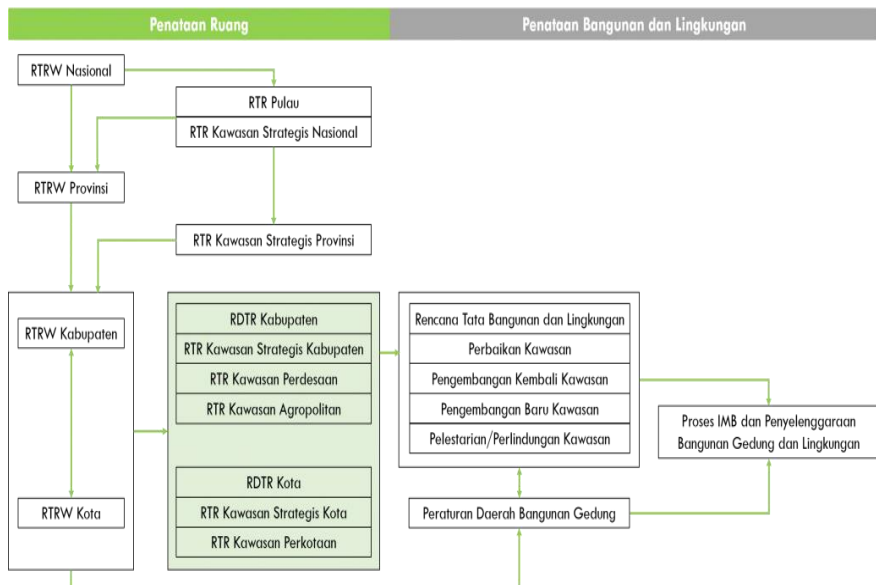 Penataan Ruang
Penataan Bangunan dan Lingkungan
RTRW Nasional
RTR Pulau
RTR Kawasan Strategis Nasional
RTRW Provinsi
RTR Kawasan Strategis Provinsi
RTRW Kabupaten
RTRW Kota
RDTR Kabupaten
RTR Kawasan Strategis Kabupaten
RTR Kawasan Perdesaan
RTR Kawasan Agropolitan
RDTR Kota
RTR Kawasan Strategis Kota
RTR Kawasan Perkotaan
Rencana Tata Bangunan dan Lingkungan
Perbaikan Kawasan
Pengembangan Kembali Kawasan
Pengembangan Baru Kawasan
Pelestarian/Perlindungan Kawasan
Peraturan Daerah Bangunan Gedung
Proses IMB dan Penyelenggaraan
Bangunan Gedung dan Lingkungan